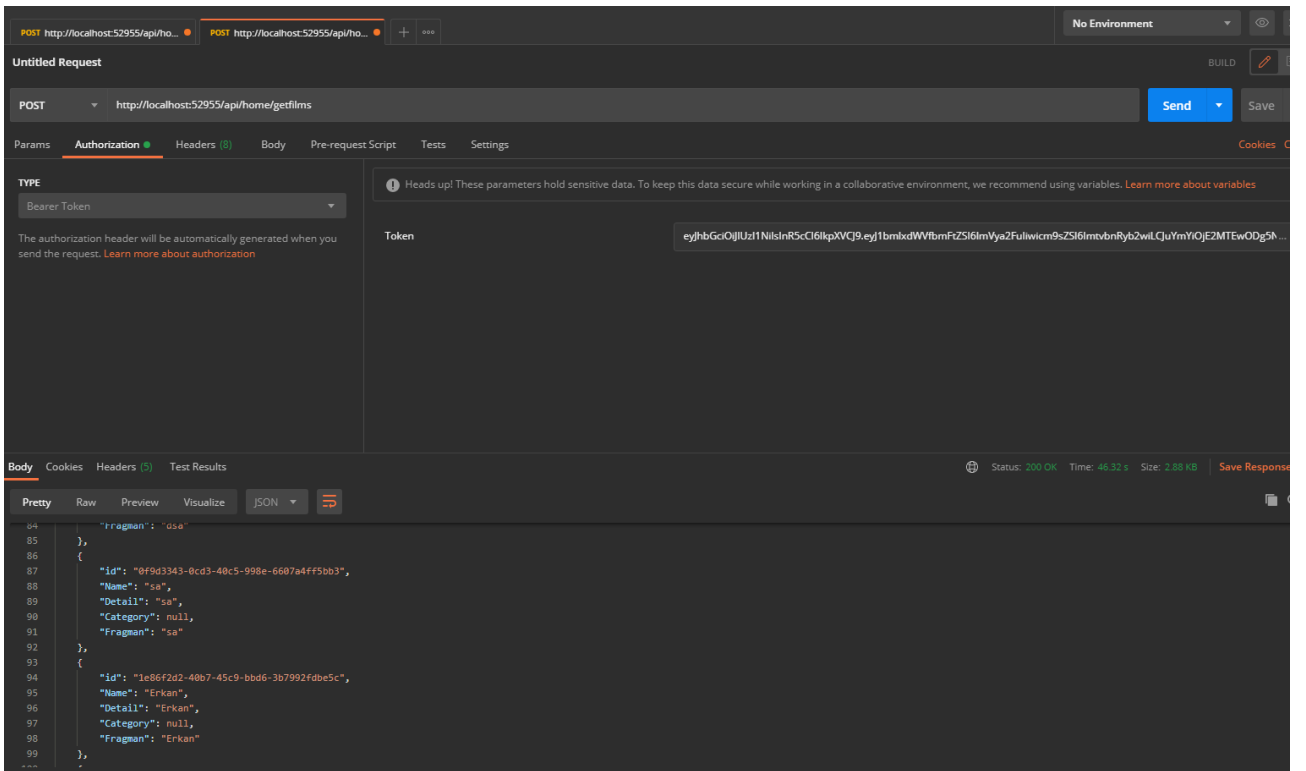 POST http://localhost:52955/api/ho... POST http://localhost:52955/api/ho... No Environment
Untitled Request BUILD
POST http://localhost:52955/api/home/getfilms Send Save
Params Authorization Headers (8) Body Pre-request Script Tests Settings Cookies
TYPE
Bearer Token
Heads up! These parameters hold sensitive data. To keep this data secure while working in a collaborative environment, we recommend using variables. Learn more about variables
The authorization header will be automatically generated when you
send the request. Learn more about authorization
Token
Body Cookies Headers (5) Test Results Status: 200 OK Time: 46.32 s Size: 2.88 KB Save Response
Pretty Raw Preview Visualize JSON
84 "Fragman": "dsa"
85 },
86 {
87 "id": "0f9d3343-0cd3-40c5-998e-6607a4ff5bb3",
88 "Name": "sa",
89 "Detail": "sa",
90 "Category": null,
91 "Fragman": "sa"
92 },
93 {
94 "id": "1e86f2d2-40b7-45c9-bbd6-3b7992fdbe5c",
95 "Name": "Erkan",
96 "Detail": "Erkan",
97 "Category": null,
98 "Fragman": "Erkan"
99 },